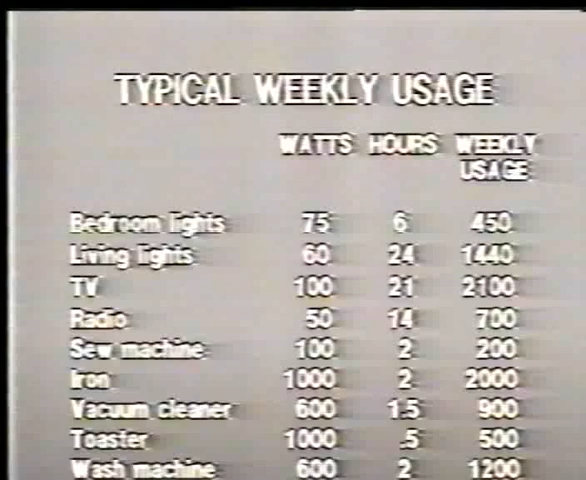 TYPICAL WEEKLY USAGE
WATTS HOURS WEEKLY
USAGE
Bedroom lights 75 6 450
Living lights 60 24 1440
TV 100 21 2100
Radio 50 14 700
Sew machine 100 2 200
Iron 1000 2 2000
Vacuum cleaner 600 1.5 900
Toaster 1000 .5 500
Wash machine 600 2 1200